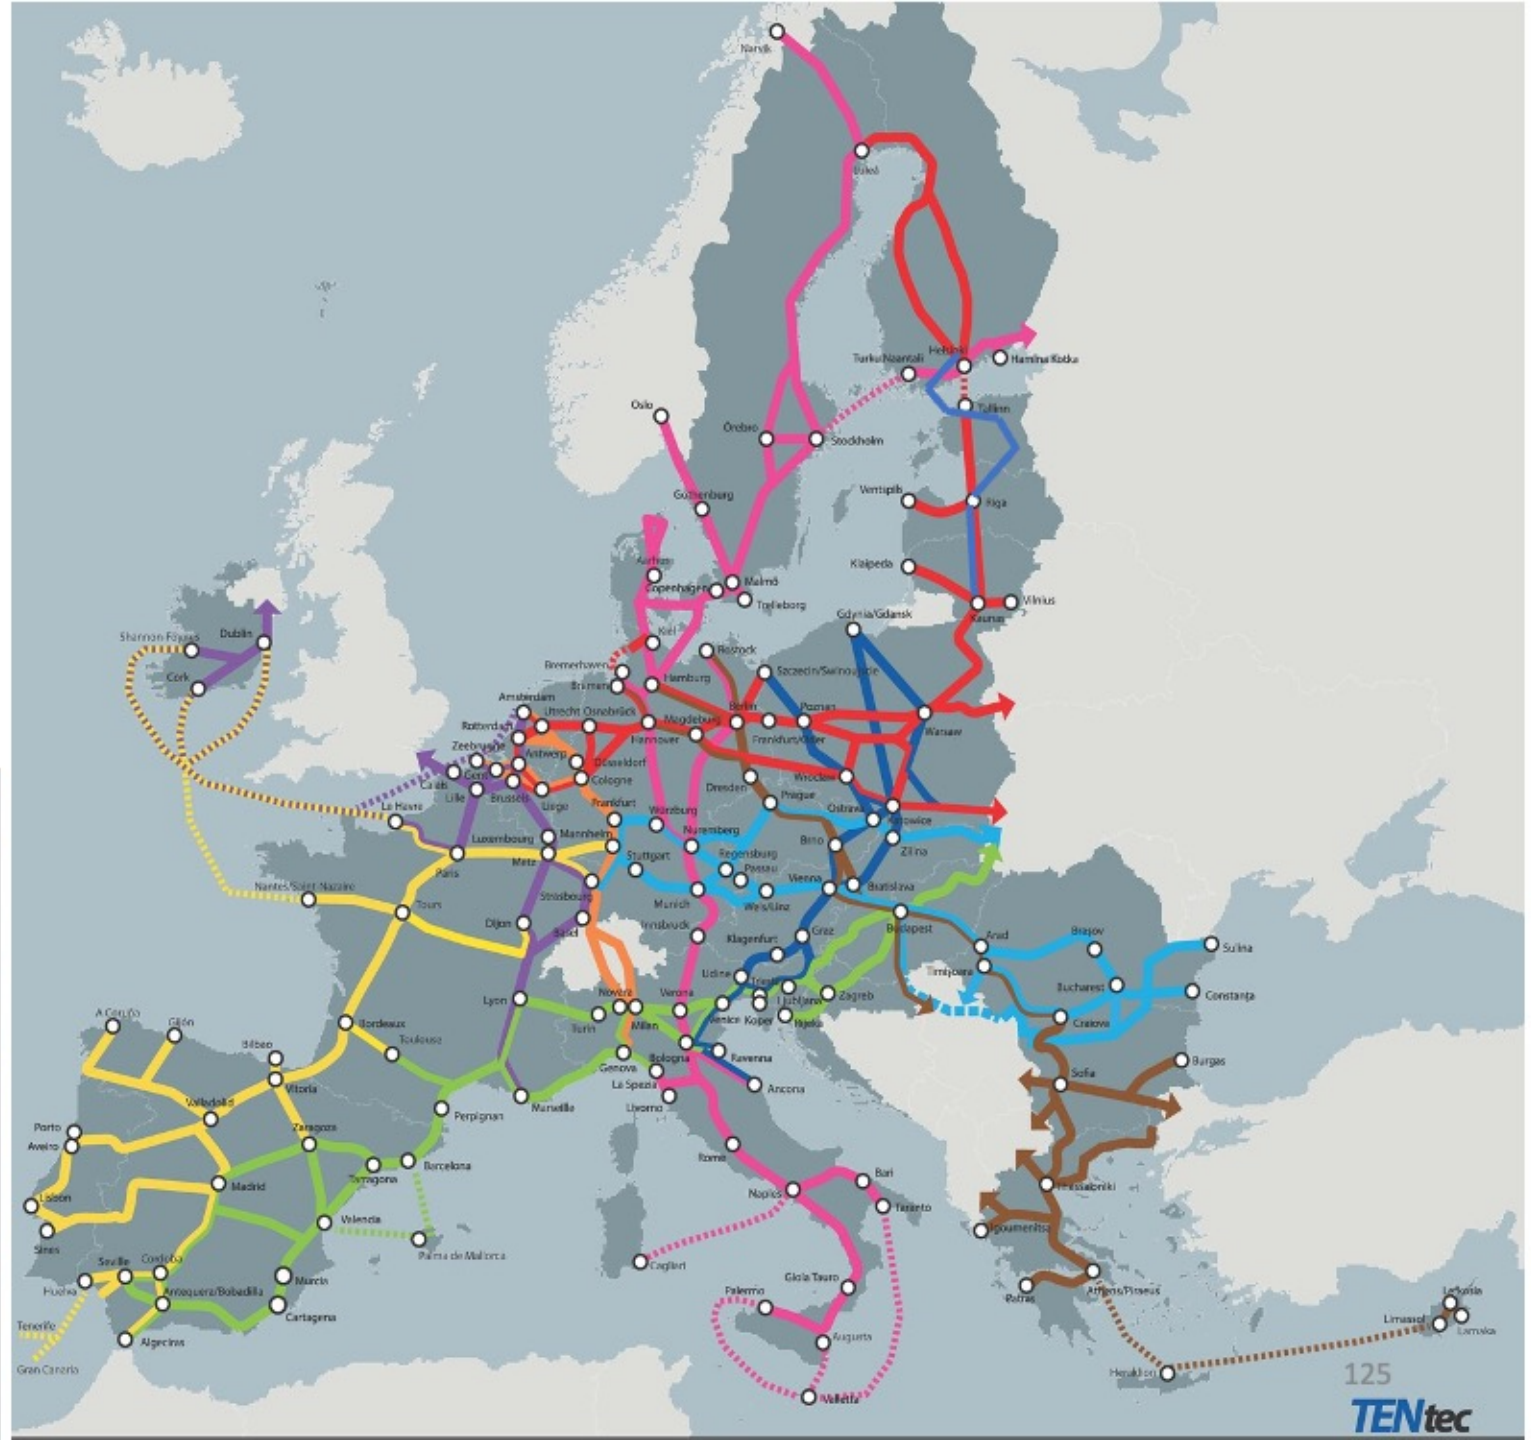 Narvik
Luleå
Helsinki
Turku/Naantali
Hamina/Kotka
Oslo
Tallinn
Örebro
Stockholm
Ventspils
Göthenburg
Riga
Aarhus
Klaipeda
Copenhagen
Malmö
Trelleborg
Vilnius
Kaunas
Gdynia/Gdansk
Shannon-Foynes
Dublin
Kiel
Rostock
Bremerhaven
Szczecin/Swinoujscie
Cork
Bremen
Hamburg
Amsterdam
Utrecht
Osnabrück
Magdeburg
Berlin
Poznan
Rotterdam
Hannover
Frankfurt/Oder
Warsaw
Zeebrugge
Antwerp
Düsseldorf
Gent
Cologne
Wroclaw
Calais
Lille
Brussels
Liege
Dresden
Prague
Le Havre
Frankfurt
Würzburg
Ostrava
Katowice
Luxembourg
Mannheim
Nuremberg
Brno
Zilina
Paris
Metz
Stuttgart
Regensburg
Passau
Nantes/Saint-Nazaire
Strasbourg
Vienna
Bratislava
Tours
Munich
Wels/Linz
Dijon
Basel
Innsbruck
Graz
Budapest
Klagenfurt
Arad
Brașov
Sulina
Udine
Timișoara
Lyon
Novara
Verona
Ljubljana
Zagreb
Bucharest
Constanța
A Coruña
Gijón
Bordeaux
Turin
Milan
Venice
Koper
Rijeka
Craiova
Bilbao
Toulouse
Genova
Bologna
Ravenna
Burgas
Vitoria
La Spezia
Ancona
Sofia
Valladolid
Perpignan
Marseille
Livorno
Porto
Zaragoza
Aveiro
Rome
Barcelona
Tarragona
Bari
Madrid
Naples
Thessaloniki
Lisbon
Taranto
Valencia
Igoumenitsa
Sines
Palma de Mallorca
Seville
Cordoba
Cagliari
Murcia
Gioia Tauro
Huelva
Antequera/Bobadilla
Palermo
Patras
Athens/Piraeus
Lefkosia
Cartagena
Limassol
Larnaka
Tenerife
Algeciras
Augusta
Gran Canaria
Heraklion
125
Valletta
TENtec